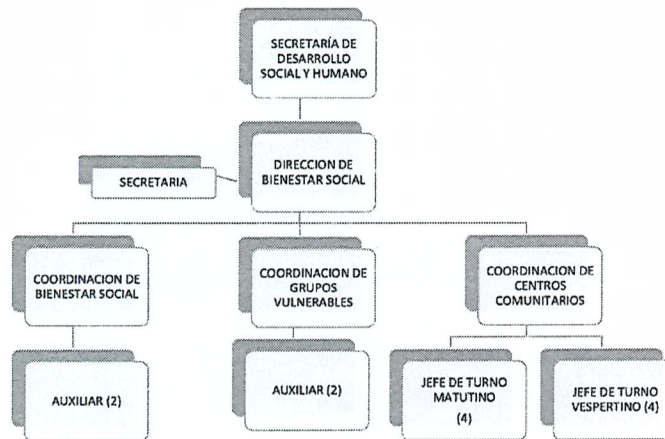 SECRETARÍA DE
DESARROLLO
SOCIAL Y HUMANO
DIRECCION DE
BIENESTAR SOCIAL
SECRETARIA
COORDINACION DE
BIENESTAR SOCIAL
COORDINACION DE
GRUPOS
VULNERABLES
COORDINACION DE
CENTROS
COMUNITARIOS
AUXILIAR (2)
AUXILIAR (2)
JEFE DE TURNO
MATUTINO
(4)
JEFE DE TURNO
VESPERTINO (4)